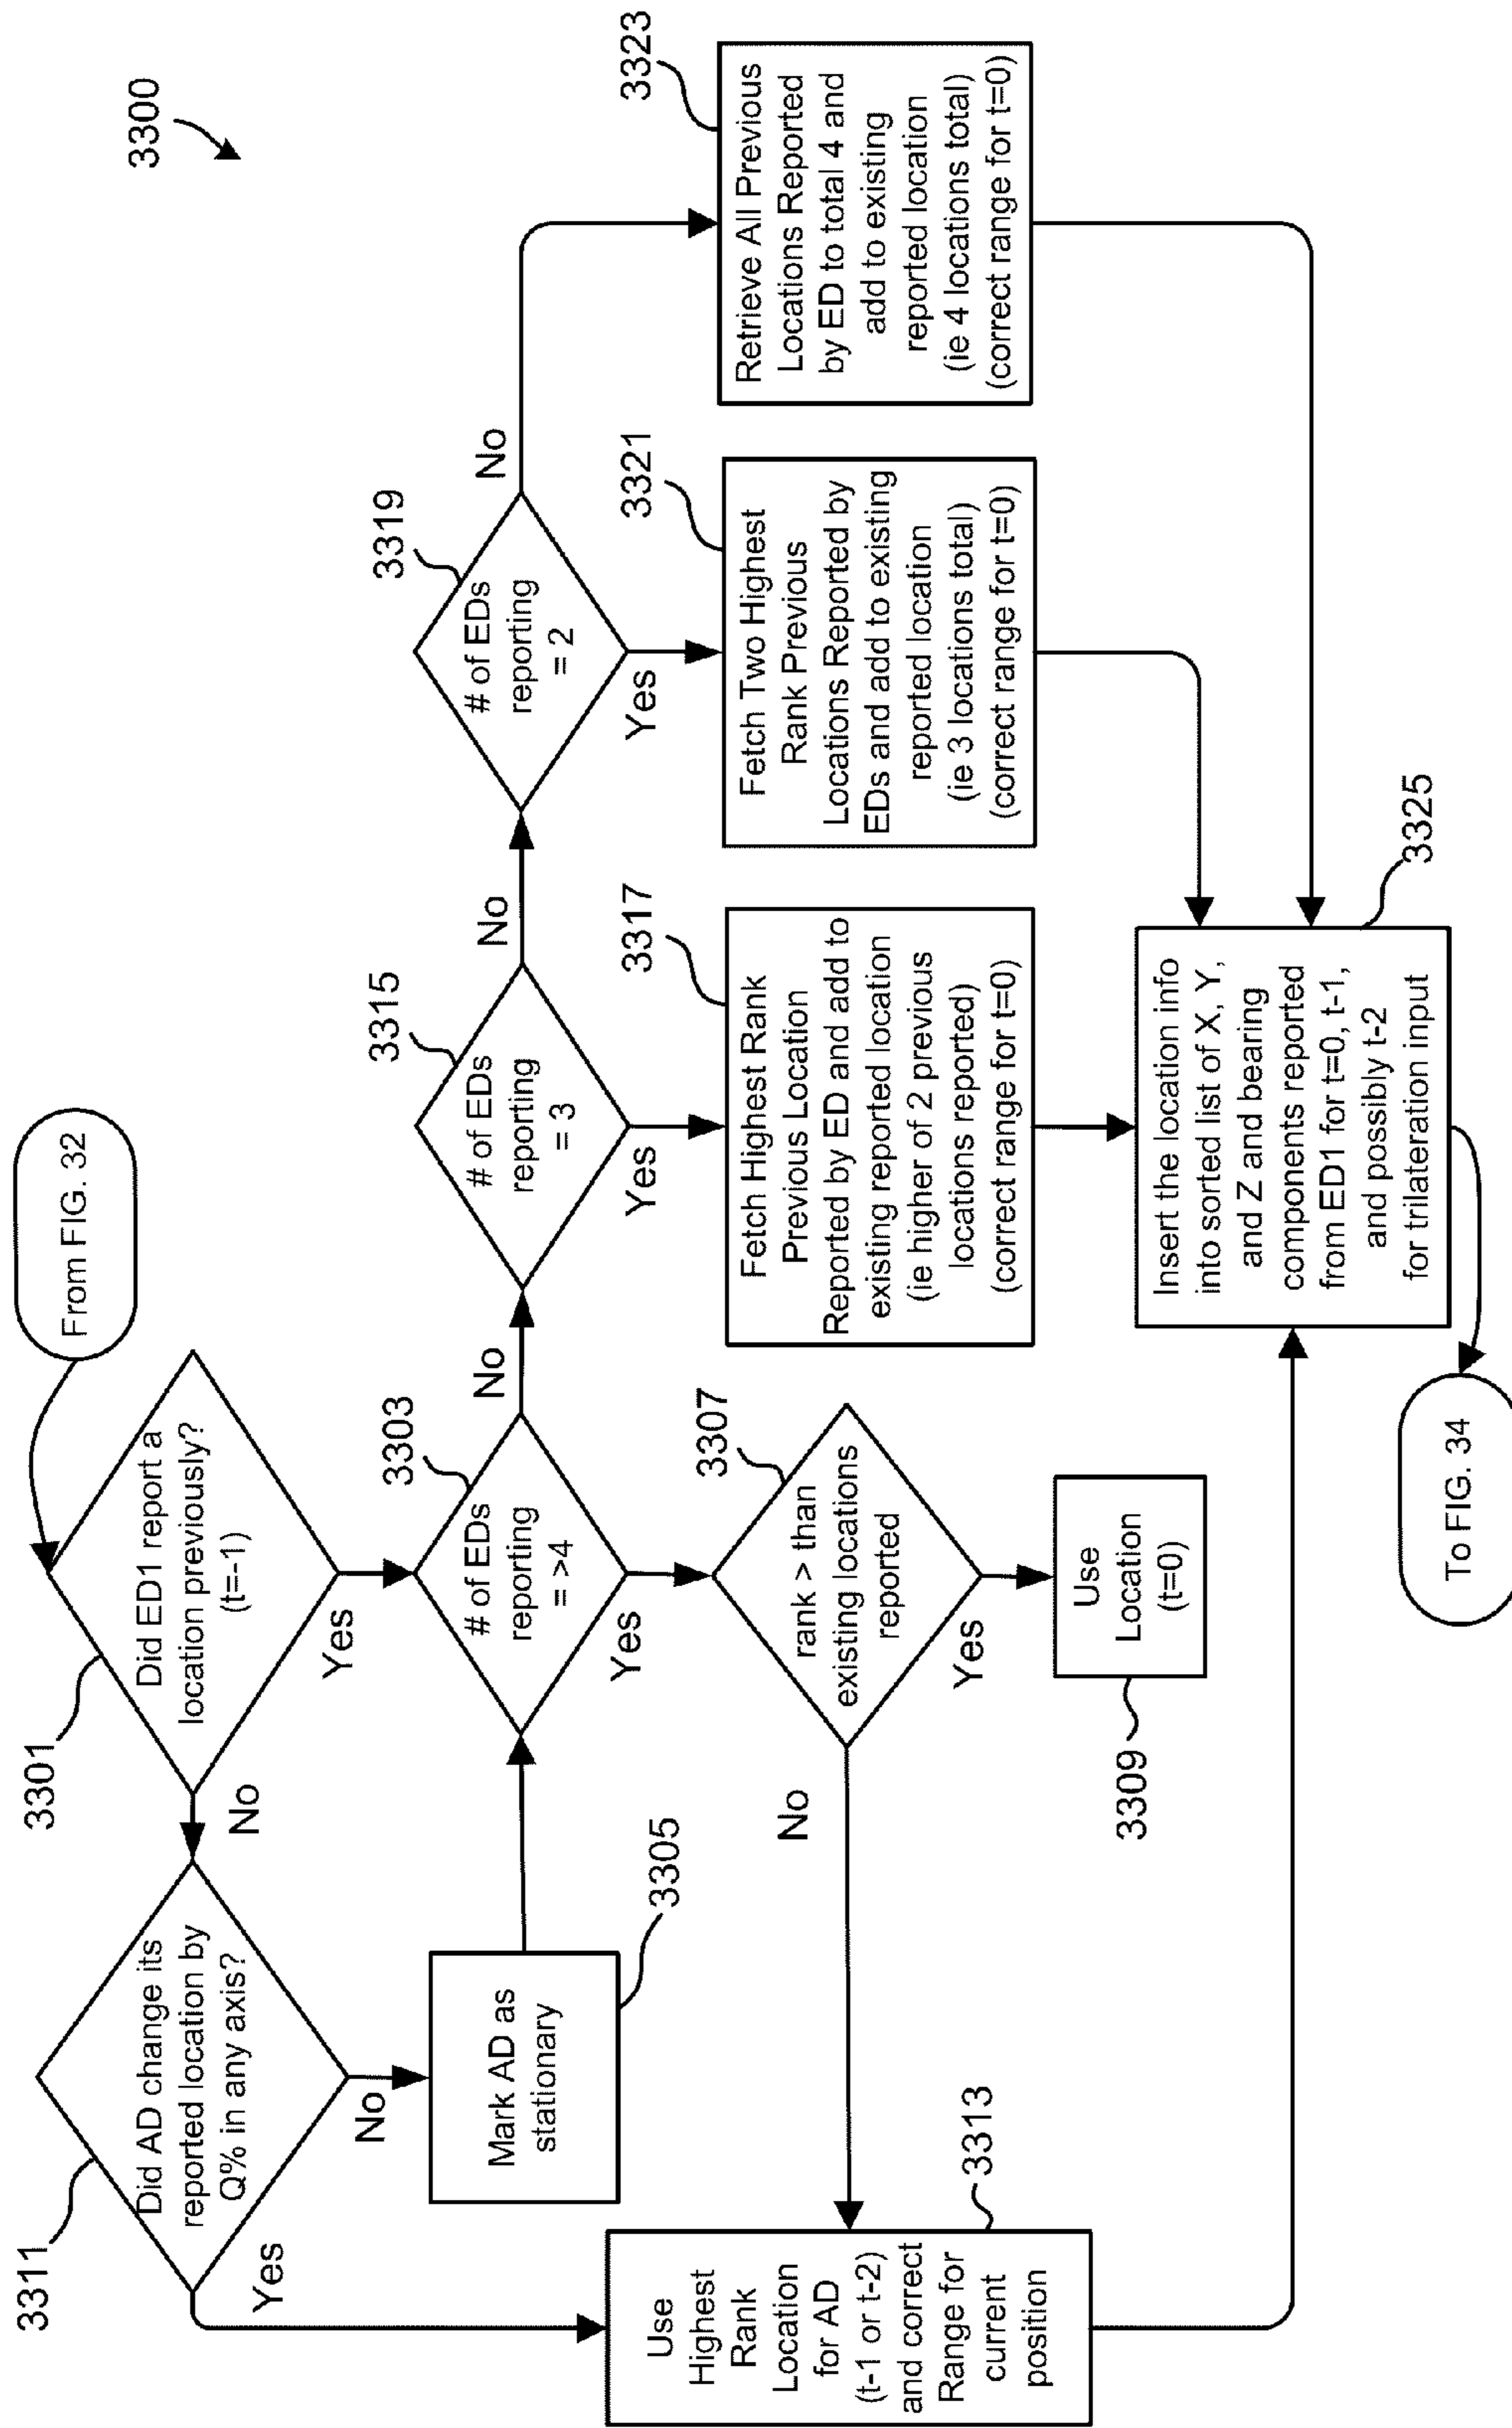 3300
From FIG. 32
3301
Did ED1 report a
location previously?
(t=-1)
Yes
No
3311
Did AD change its
reported location by
Q% in any axis?
Yes
No
3305
Mark AD as
stationary
3303
# of EDs
reporting
= >4
No
Yes
3315
# of EDs
reporting
= 3
No
Yes
3319
# of EDs
reporting
= 2
No
Yes
3307
rank > than
existing locations
reported
No
Yes
3309
Use
Location
(t=0)
3313
Use
Highest
Rank
Location
for AD
(t-1 or t-2)
and correct
Range for
current
position
3317
Fetch Highest Rank
Previous Location
Reported by ED and add to
existing reported location
(ie higher of 2 previous
locations reported)
(correct range for t=0)
3321
Fetch Two Highest
Rank Previous
Locations Reported by
EDs and add to existing
reported location
(ie 3 locations total)
(correct range for t=0)
3323
Retrieve All Previous
Locations Reported
by ED to total 4 and
add to existing
reported location
(ie 4 locations total)
(correct range for t=0)
3325
Insert the location info
into sorted list of X, Y,
and Z and bearing
components reported
from ED1 for t=0, t-1,
and possibly t-2
for trilateration input
To FIG. 34